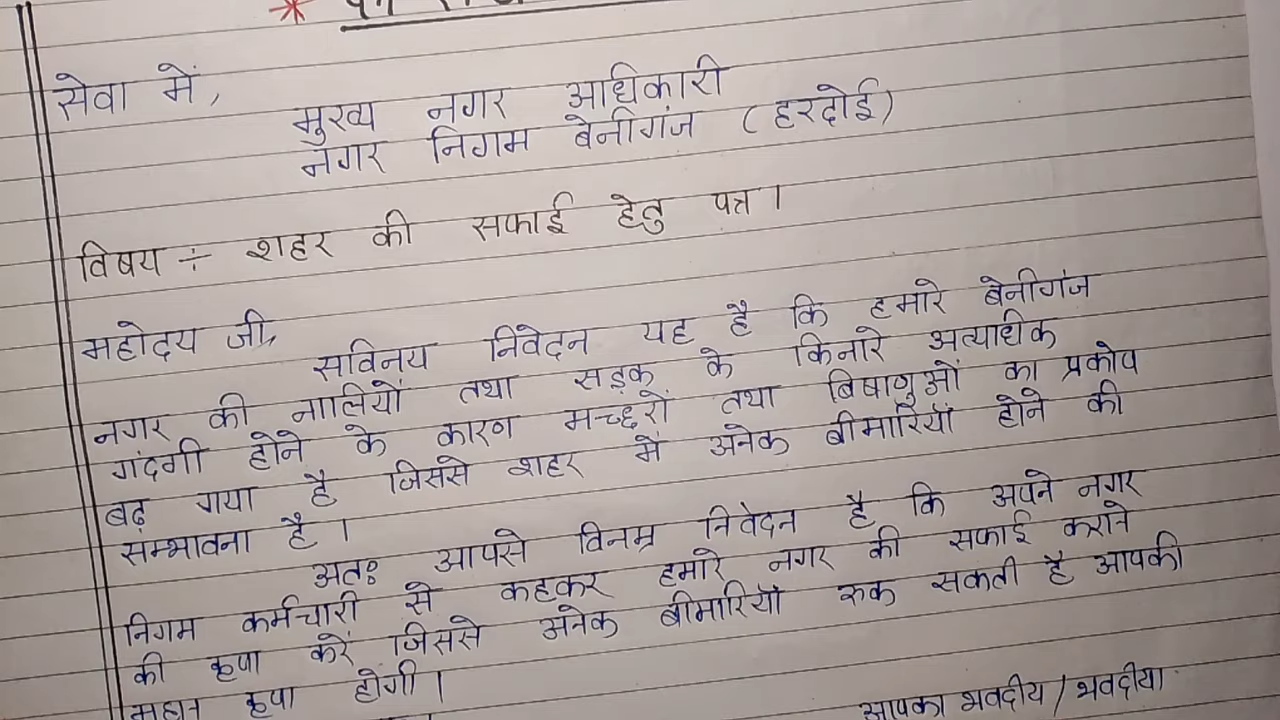 सेवा में,
मुख्य नगर अधिकारी
नगर निगम बेनीगंज (हरदोई)
विषय ÷ शहर की सफाई हेतु पत्र।
महोदय जी,
सविनय निवेदन यह है कि हमारे बेनीगंज
नगर की नालियों तथा सड़क के किनारे अत्याधिक
गंदगी होने के कारण मच्छरों तथा बिषाणुओं का प्रकोप
बढ़ गया है जिससे शहर में अनेक बीमारियाँ होने की
सम्भावना है।
अतः आपसे विनम्र निवेदन है कि अपने नगर
निगम कर्मचारी से कहकर हमारे नगर की सफाई कराने
की कृपा करें जिससे अनेक बीमारियाँ रुक सकती है आपकी
महान कृपा होगी।
आपका भवदीय / भवदीया